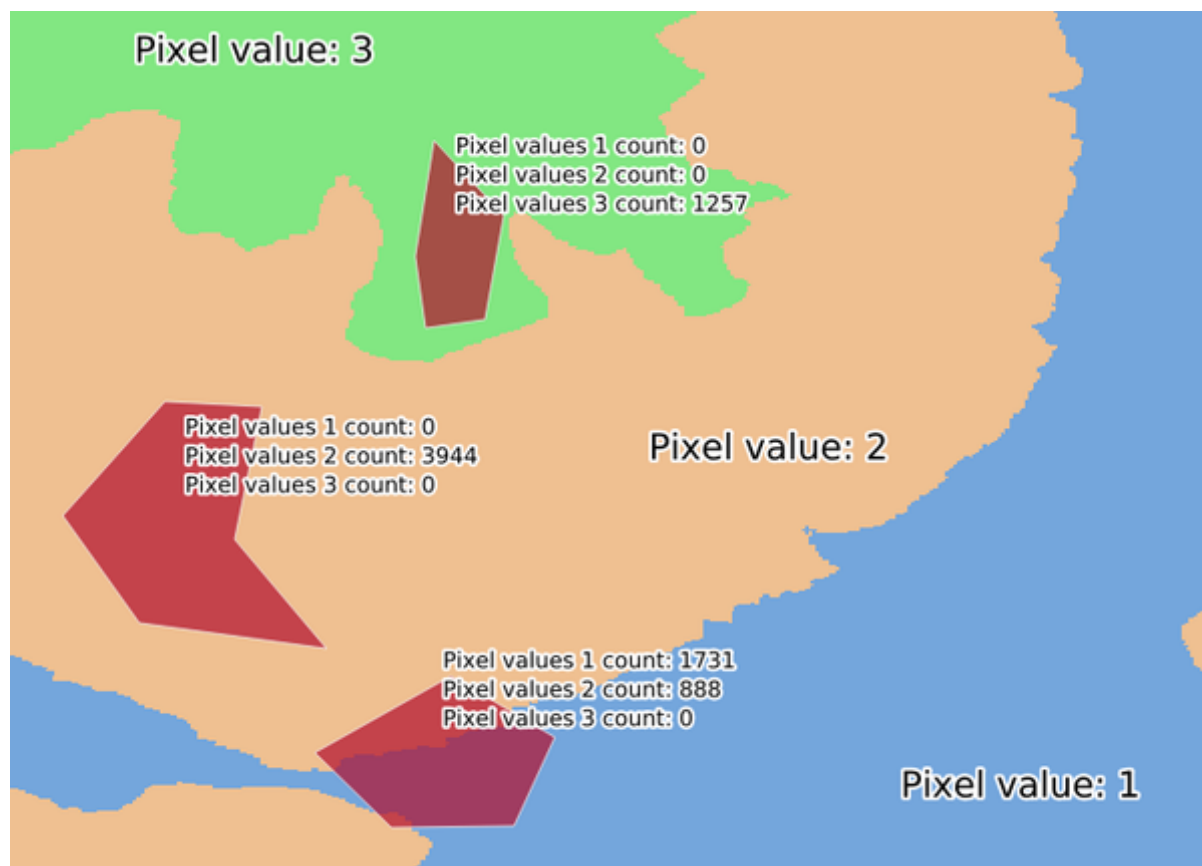 Pixel value: 3
Pixel values 1 count: 0
Pixel values 2 count: 0
Pixel values 3 count: 1257
Pixel values 1 count: 0
Pixel values 2 count: 3944
Pixel values 3 count: 0
Pixel value: 2
Pixel values 1 count: 1731
Pixel values 2 count: 888
Pixel values 3 count: 0
Pixel value: 1